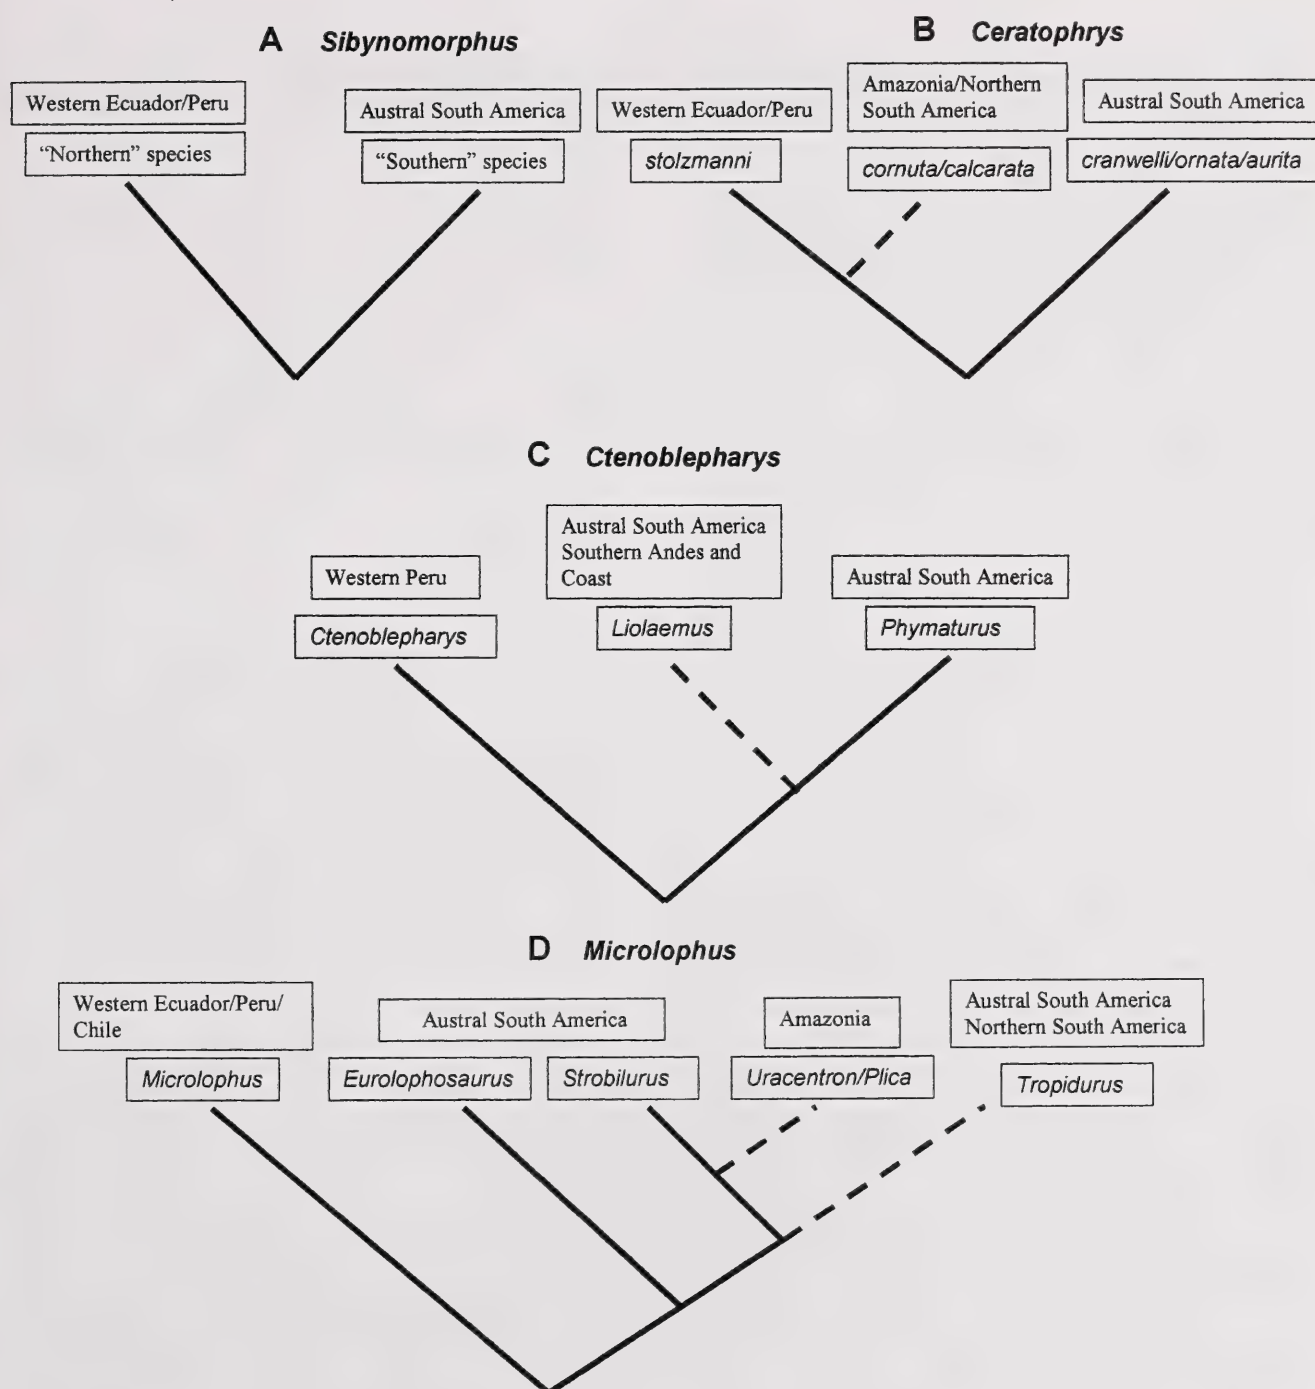 A Sibynomorphus
Western Ecuador/Peru
"Northern" species
Austral South America
"Southern" species
B Ceratophrys
Western Ecuador/Peru
stolzmanni
Amazonia/Northern
South America
cornuta/calcarata
Austral South America
cranwelli/ornata/aurita
C Ctenoblepharys
Western Peru
Ctenoblepharys
Austral South America
Southern Andes and
Coast
Liolaemus
Austral South America
Phymaturus
D Microlophus
Western Ecuador/Peru/
Chile
Microlophus
Austral South America
Eurolophosaurus
Strobilurus
Amazonia
Uracentron/Plica
Austral South America
Northern South America
Tropidurus